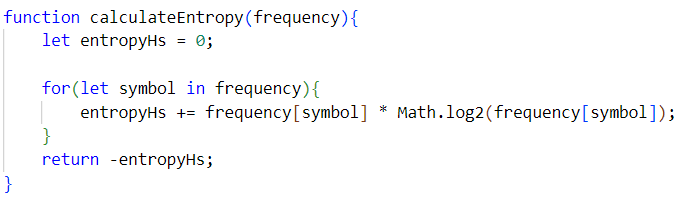 function calculateEntropy(frequency){
    let entropyHs = 0;

    for(let symbol in frequency){
        entropyHs += frequency[symbol] * Math.log2(frequency[symbol]);
    }
    return -entropyHs;
}